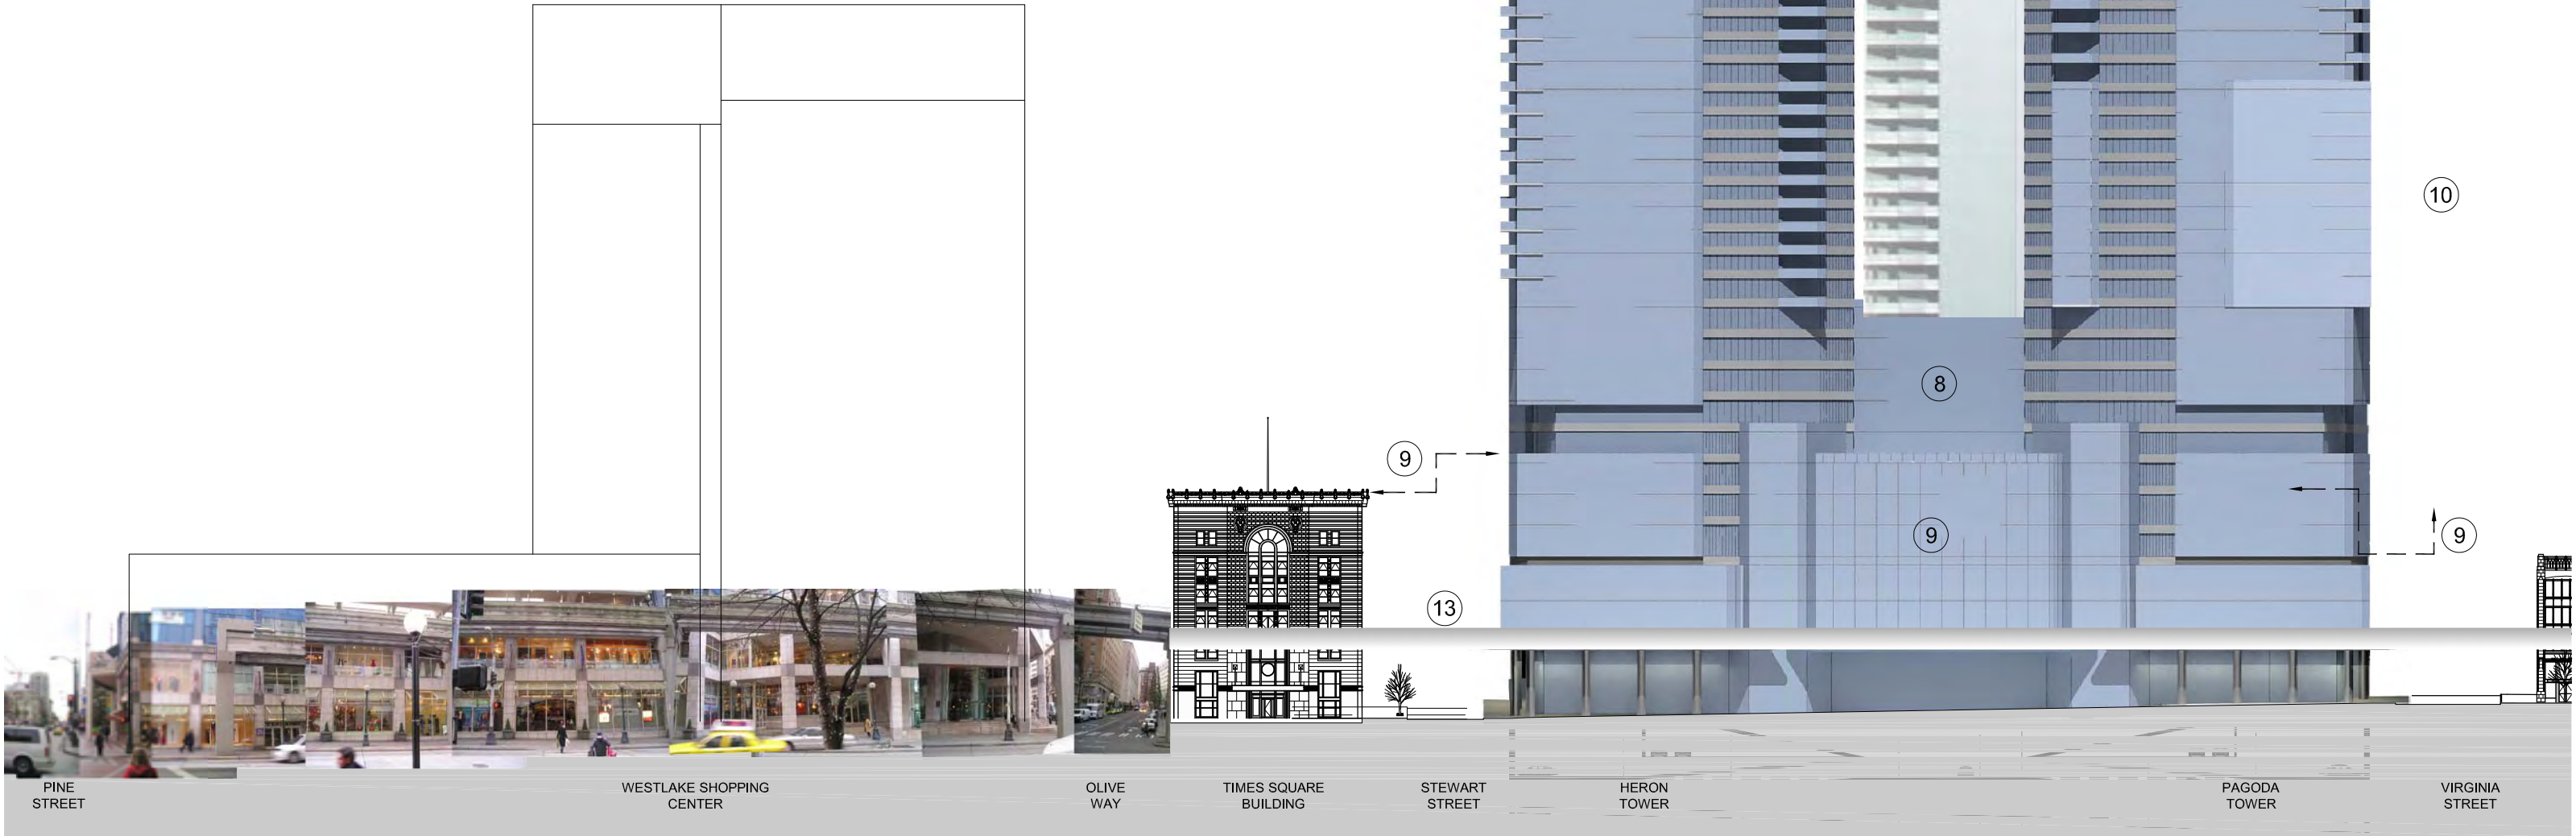 10
8
9
9
9
13
PINE
STREET
WESTLAKE SHOPPING
CENTER
OLIVE
WAY
TIMES SQUARE
BUILDING
STEWART
STREET
HERON
TOWER
PAGODA
TOWER
VIRGINIA
STREET